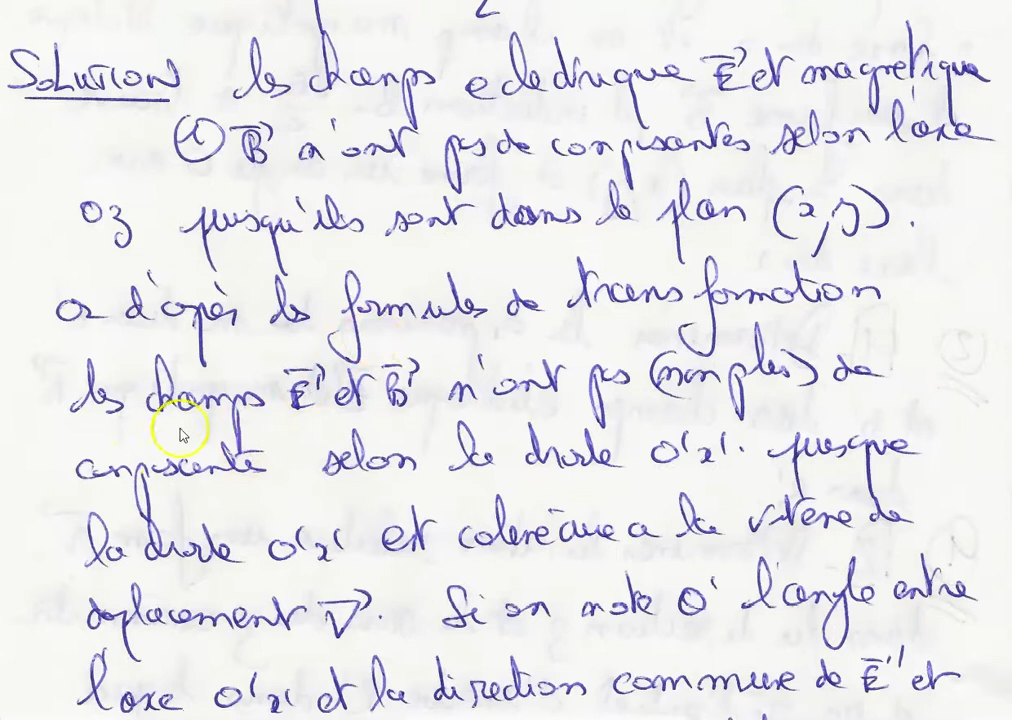 Solution les champs electrique E→ et magnétique
① B→ n'ont pas de composantes selon l'axe
Oz puisqu'ils sont dans le plan (x,y).
or d'après les formules de transformation
les champs E→' et B→' n'ont pas (non plus) de
composante selon la droite O'x'. puisque
la droite O'x' est colinéaire a la vitesse de
deplacement V→. Si on note θ' l'angle entre
l'axe O'x' et la direction commune de E→' et